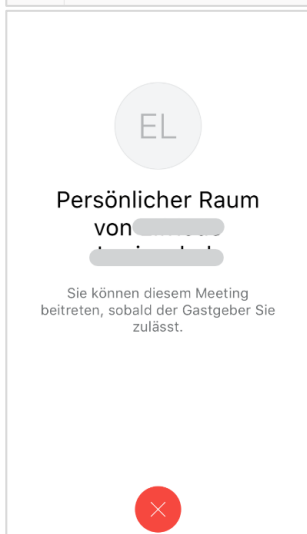 EL
Persönlicher Raum
von
Sie können diesem Meeting
beitreten, sobald der Gastgeber Sie
zulässt.